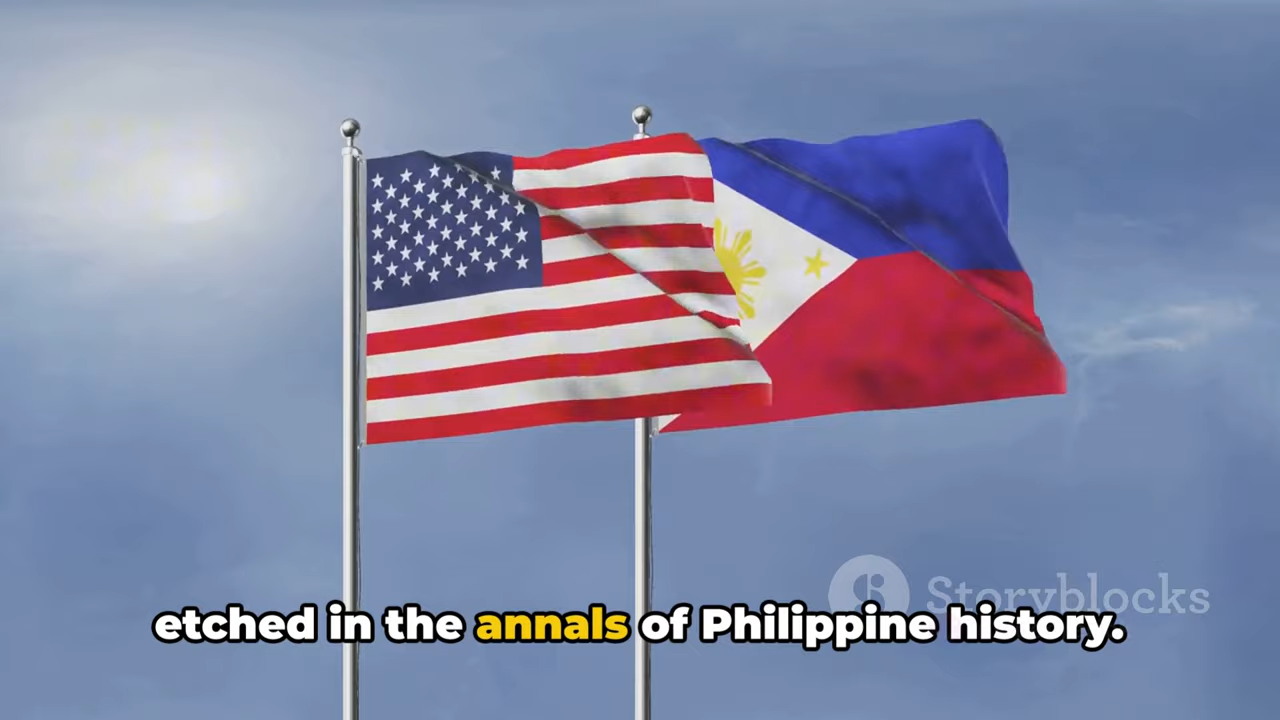 Storyblocks
etched in the annals of Philippine history.